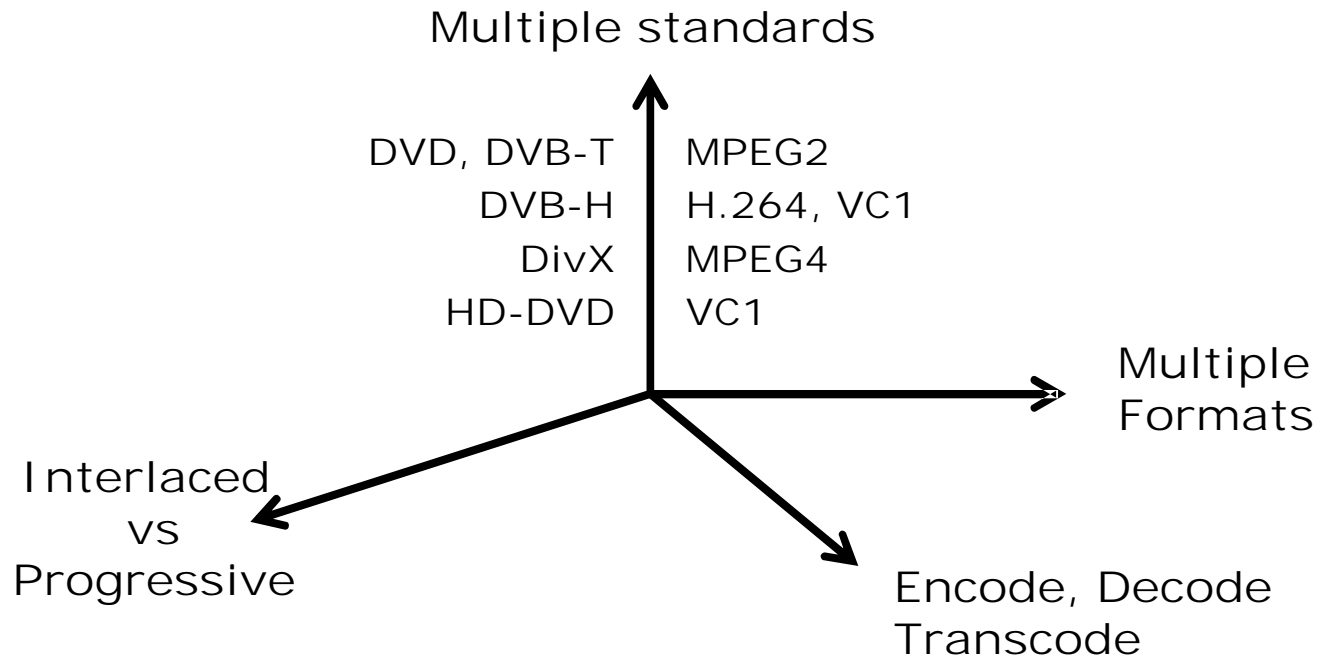 Multiple standards
DVD, DVB-T MPEG2
DVB-H H.264, VC1
DivX MPEG4
HD-DVD VC1
Multiple
Formats
Interlaced
vs
Progressive
Encode, Decode
Transcode